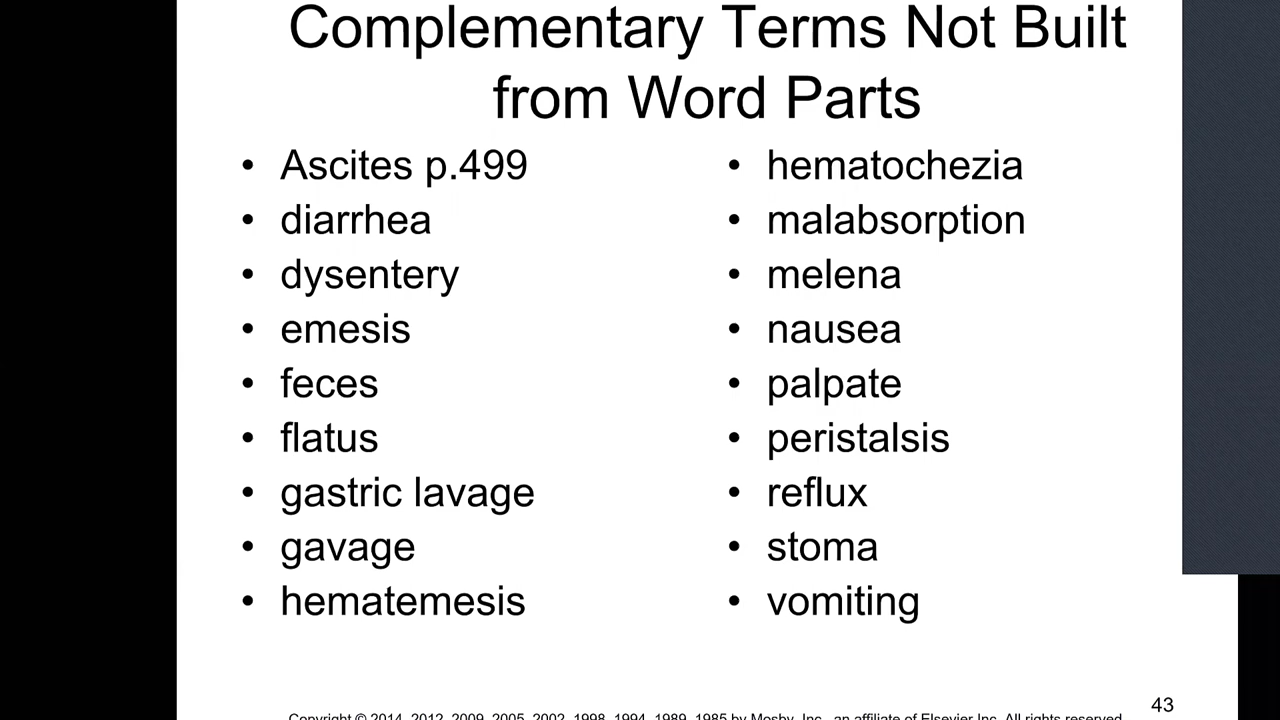 Complementary Terms Not Built
from Word Parts
• Ascites p.499
• diarrhea
• dysentery
• emesis
• feces
• flatus
• gastric lavage
• gavage
• hematemesis
• hematochezia
• malabsorption
• melena
• nausea
• palpate
• peristalsis
• reflux
• stoma
• vomiting
43
Copyright © 2014, 2012, 2009, 2005, 2002, 1998, 1994, 1989, 1985 by Mosby, Inc., an affiliate of Elsevier Inc. All rights reserved.